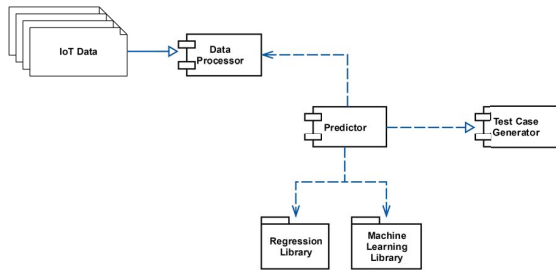 IoT Data
Data
Processor
Predictor
Test Case
Generator
Regression
Library
Machine
Learning
Library